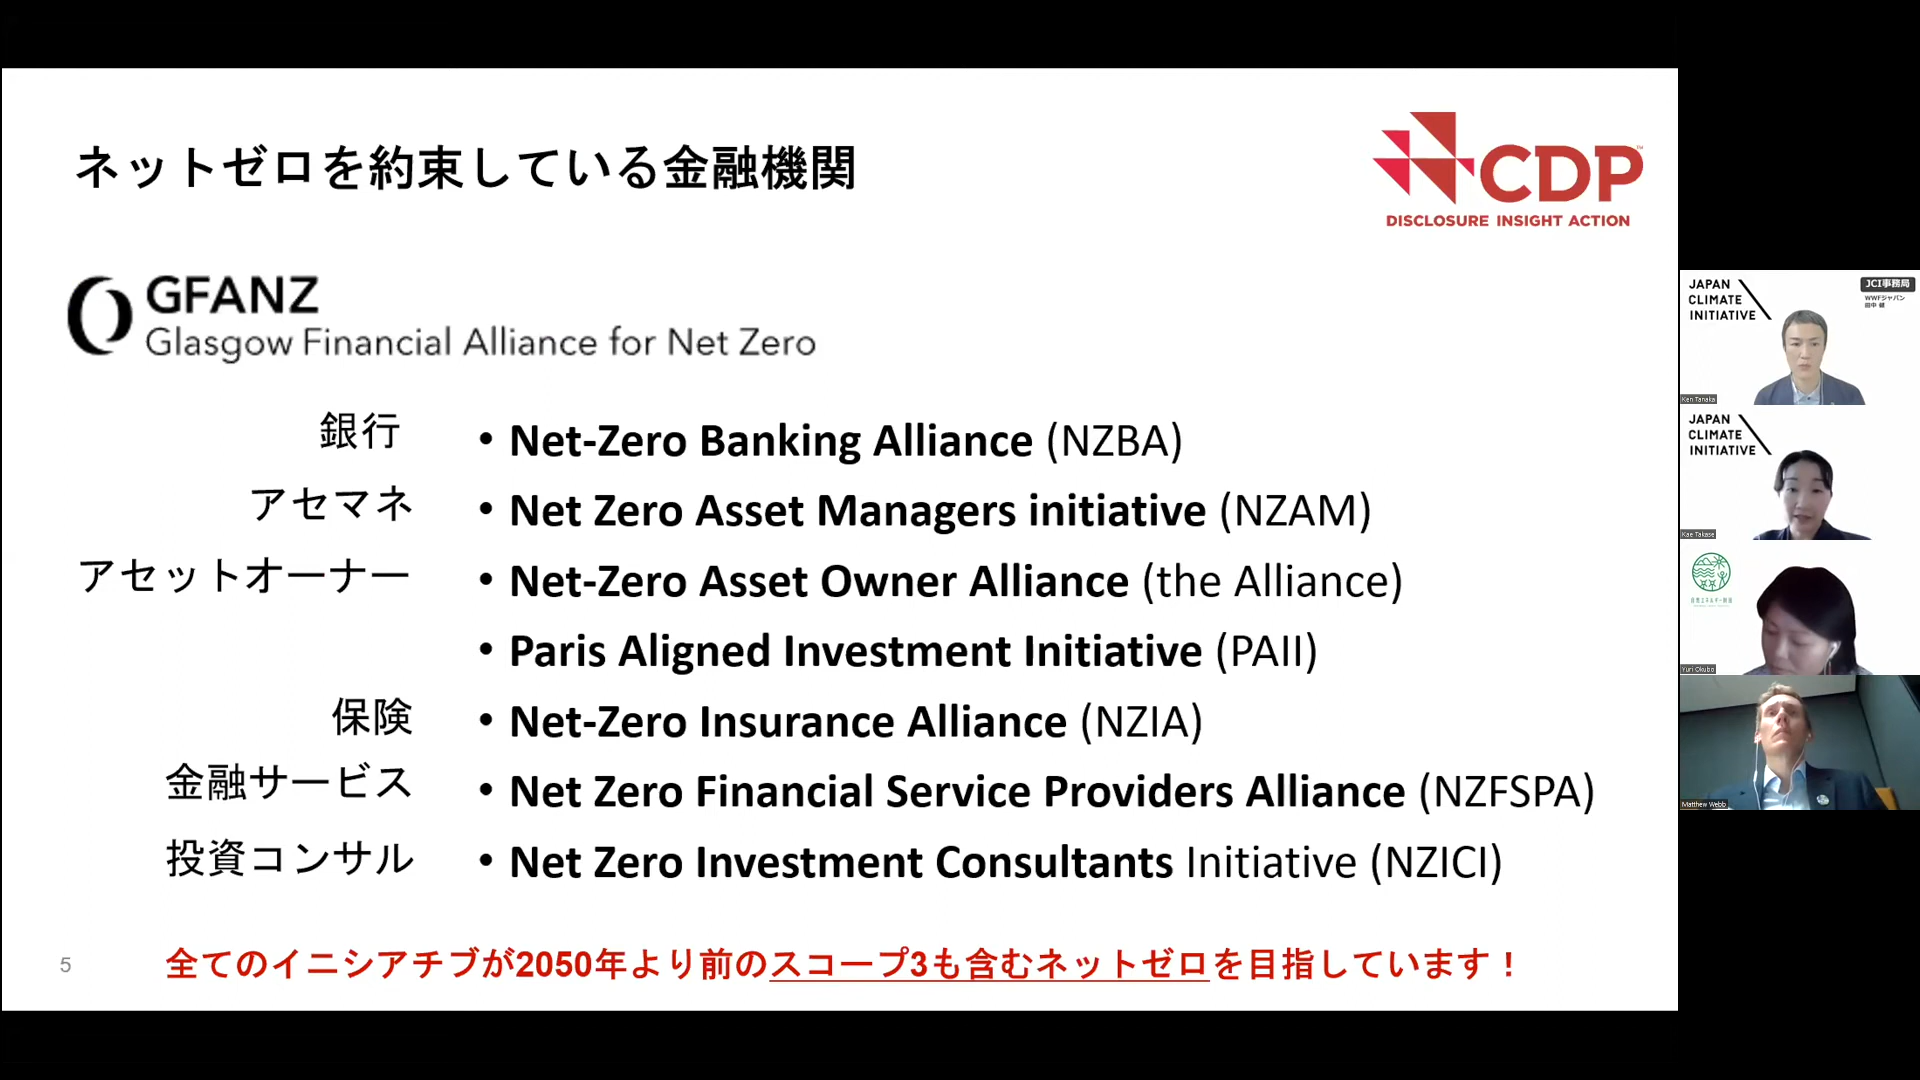 ネットゼロを約束している金融機関
CDP
DISCLOSURE INSIGHT ACTION
GFANZ
Glasgow Financial Alliance for Net Zero
銀行
• Net-Zero Banking Alliance (NZBA)
アセマネ
• Net Zero Asset Managers initiative (NZAM)
アセットオーナー
• Net-Zero Asset Owner Alliance (the Alliance)
• Paris Aligned Investment Initiative (PAII)
保険
• Net-Zero Insurance Alliance (NZIA)
金融サービス
• Net Zero Financial Service Providers Alliance (NZFSPA)
投資コンサル
• Net Zero Investment Consultants Initiative (NZICI)
5
全てのイニシアチブが2050年より前のスコープ3も含むネットゼロを目指しています！
JAPAN
CLIMATE
INITIATIVE
JCI事務局
WWFジャパン
田中 健
Ken Tanaka
JAPAN
CLIMATE
INITIATIVE
Kae Takase
自然エネルギー財団
Yuri Okubo
Matthew Webb